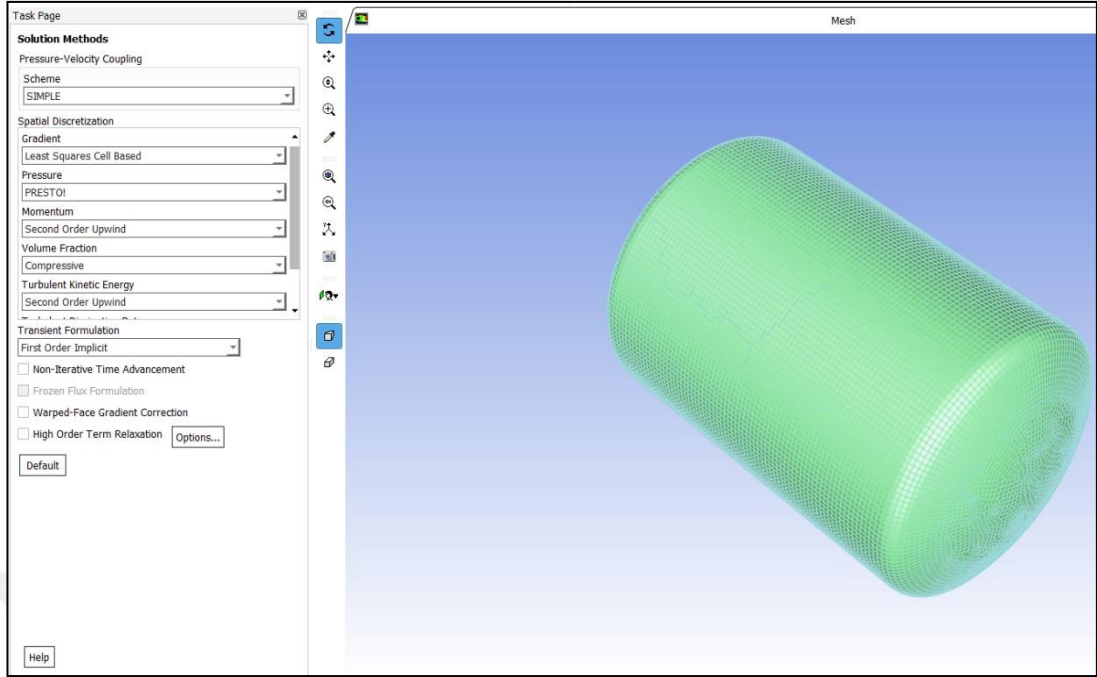 Task Page
Mesh
Solution Methods
Pressure-Velocity Coupling
Scheme
SIMPLE
Spatial Discretization
Gradient
Least Squares Cell Based
Pressure
PRESTO!
Momentum
Second Order Upwind
Volume Fraction
Compressive
Turbulent Kinetic Energy
Second Order Upwind
Transient Formulation
First Order Implicit
Non-Iterative Time Advancement
Frozen Flux Formulation
Warped-Face Gradient Correction
High Order Term Relaxation
Options...
Default
Help